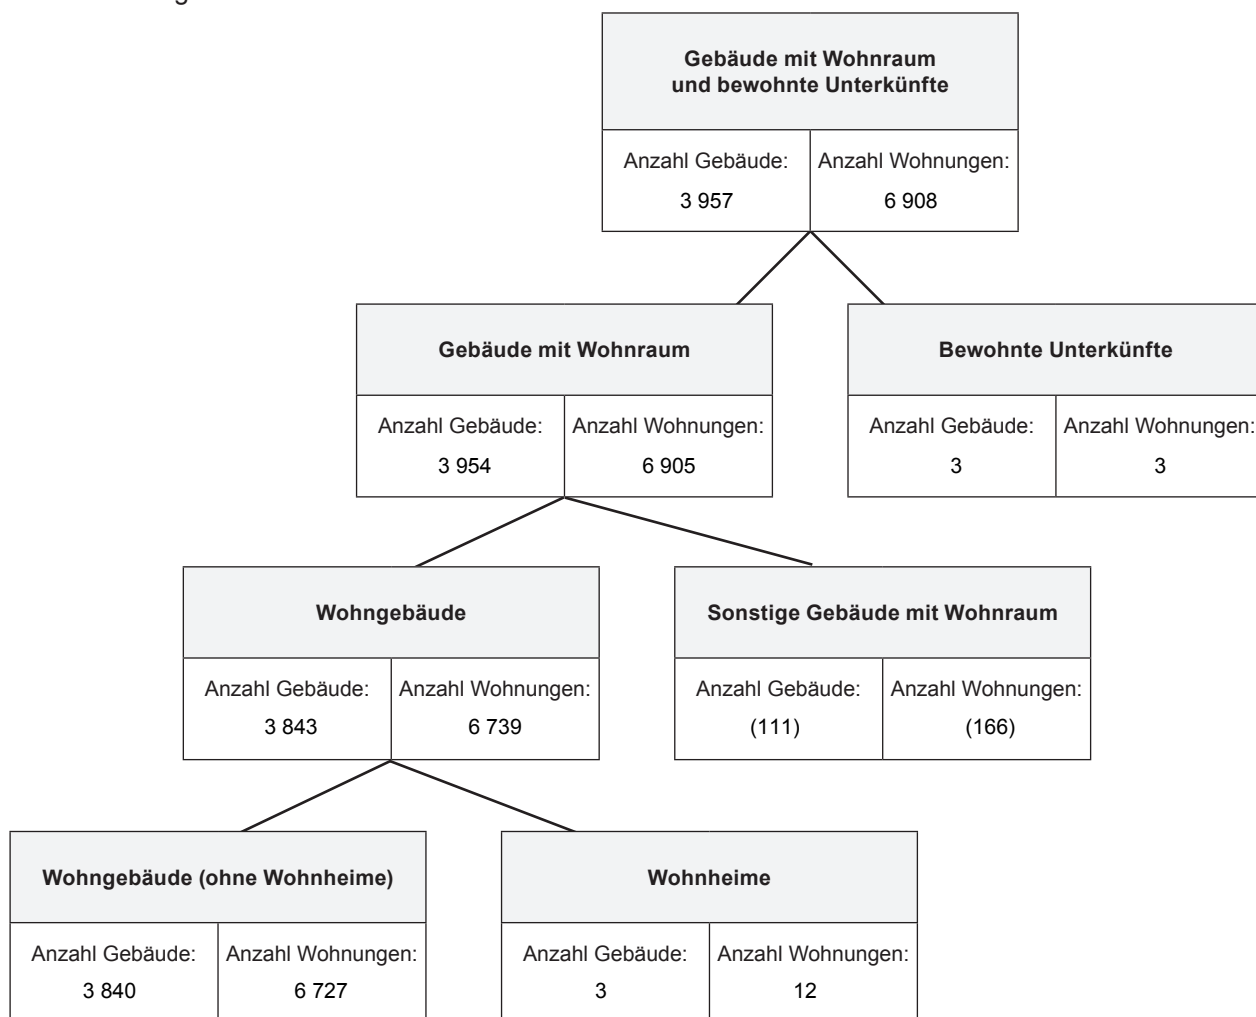 Gebäude mit Wohnraum
und bewohnte Unterkünfte
Anzahl Gebäude: Anzahl Wohnungen:
3 957 6 908
Gebäude mit Wohnraum
Anzahl Gebäude: Anzahl Wohnungen:
3 954 6 905
Bewohnte Unterkünfte
Anzahl Gebäude: Anzahl Wohnungen:
3 3
Wohngebäude
Anzahl Gebäude: Anzahl Wohnungen:
3 843 6 739
Sonstige Gebäude mit Wohnraum
Anzahl Gebäude: Anzahl Wohnungen:
(111) (166)
Wohngebäude (ohne Wohnheime)
Anzahl Gebäude: Anzahl Wohnungen:
3 840 6 727
Wohnheime
Anzahl Gebäude: Anzahl Wohnungen:
3 12